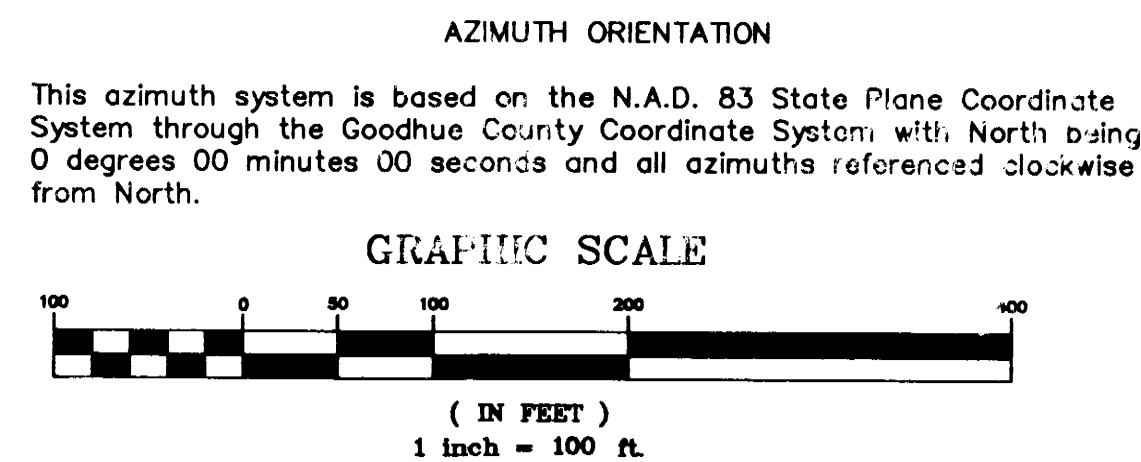 AZIMUTH ORIENTATION
This azimuth system is based on the N.A.D. 83 State Plane Coordinate
System through the Goodhue County Coordinate System with North being
0 degrees 00 minutes 00 seconds and all azimuths referenced clockwise
from North.
GRAPHIC SCALE
100 0 50 100 200 400
( IN FEET )
1 inch = 100 ft.